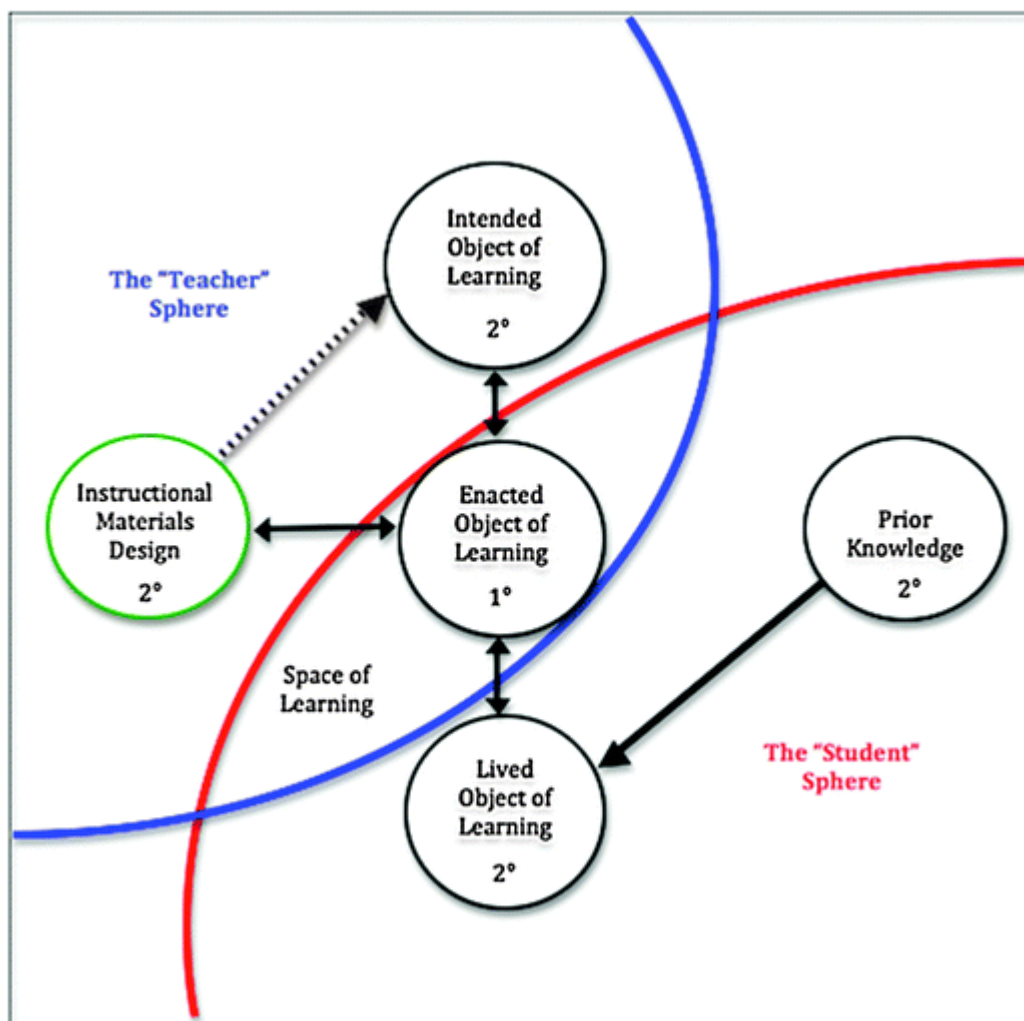 Intended
Object of
Learning
2°
The "Teacher"
Sphere
Instructional
Materials
Design
2°
Enacted
Object of
Learning
1°
Prior
Knowledge
2°
Space of
Learning
Lived
Object of
Learning
2°
The "Student"
Sphere